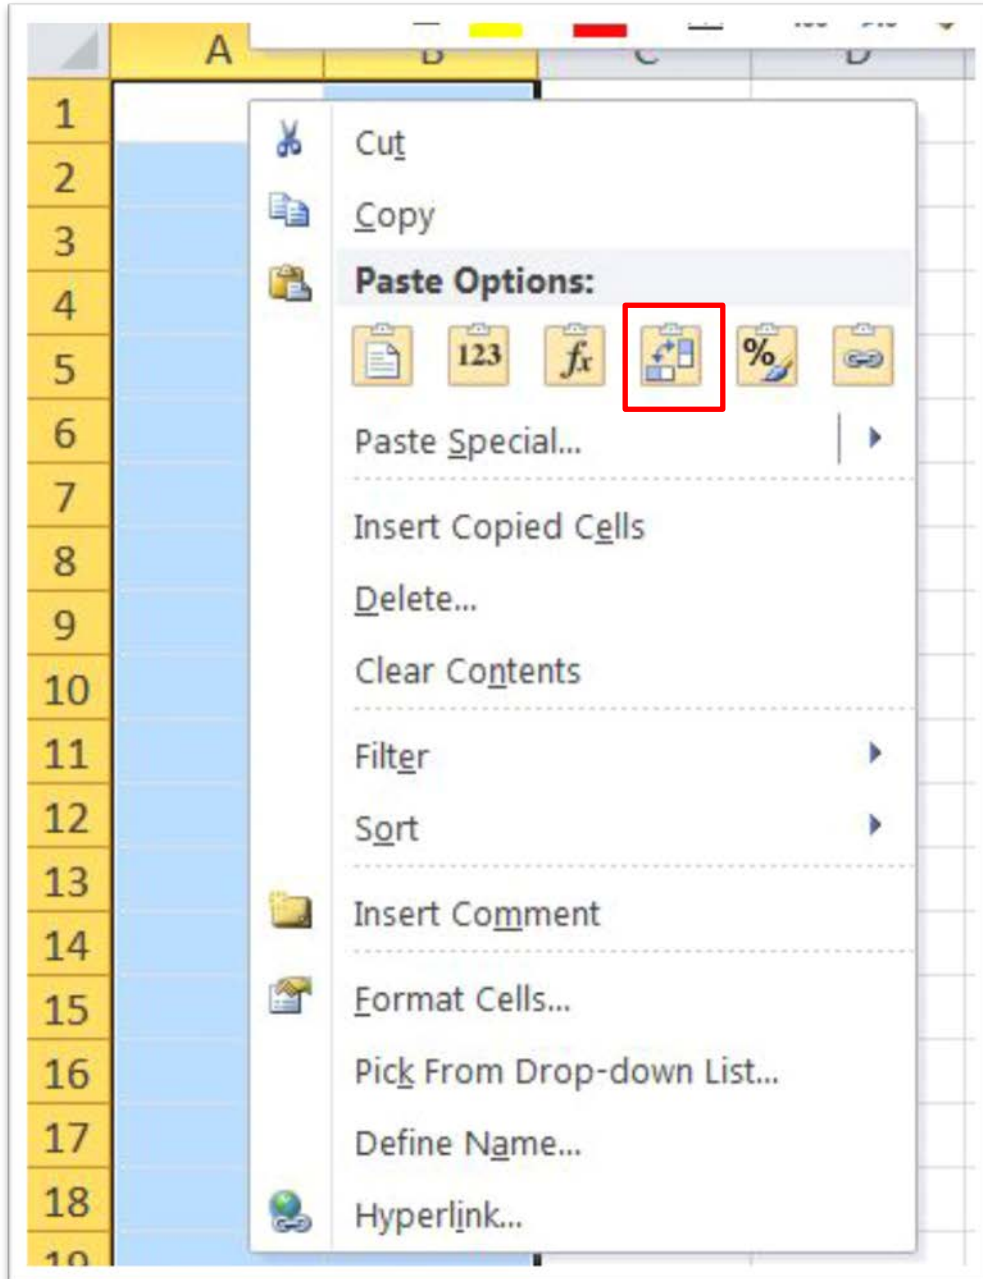 A B C D
1
Cut
2
Copy
3
Paste Options:
4
5
123 fx %
6
Paste Special...
7
Insert Copied Cells
8
Delete...
9
Clear Contents
10
11
Filter
12
Sort
13
Insert Comment
14
15
Format Cells...
16
Pick From Drop-down List...
17
Define Name...
18
Hyperlink...
19